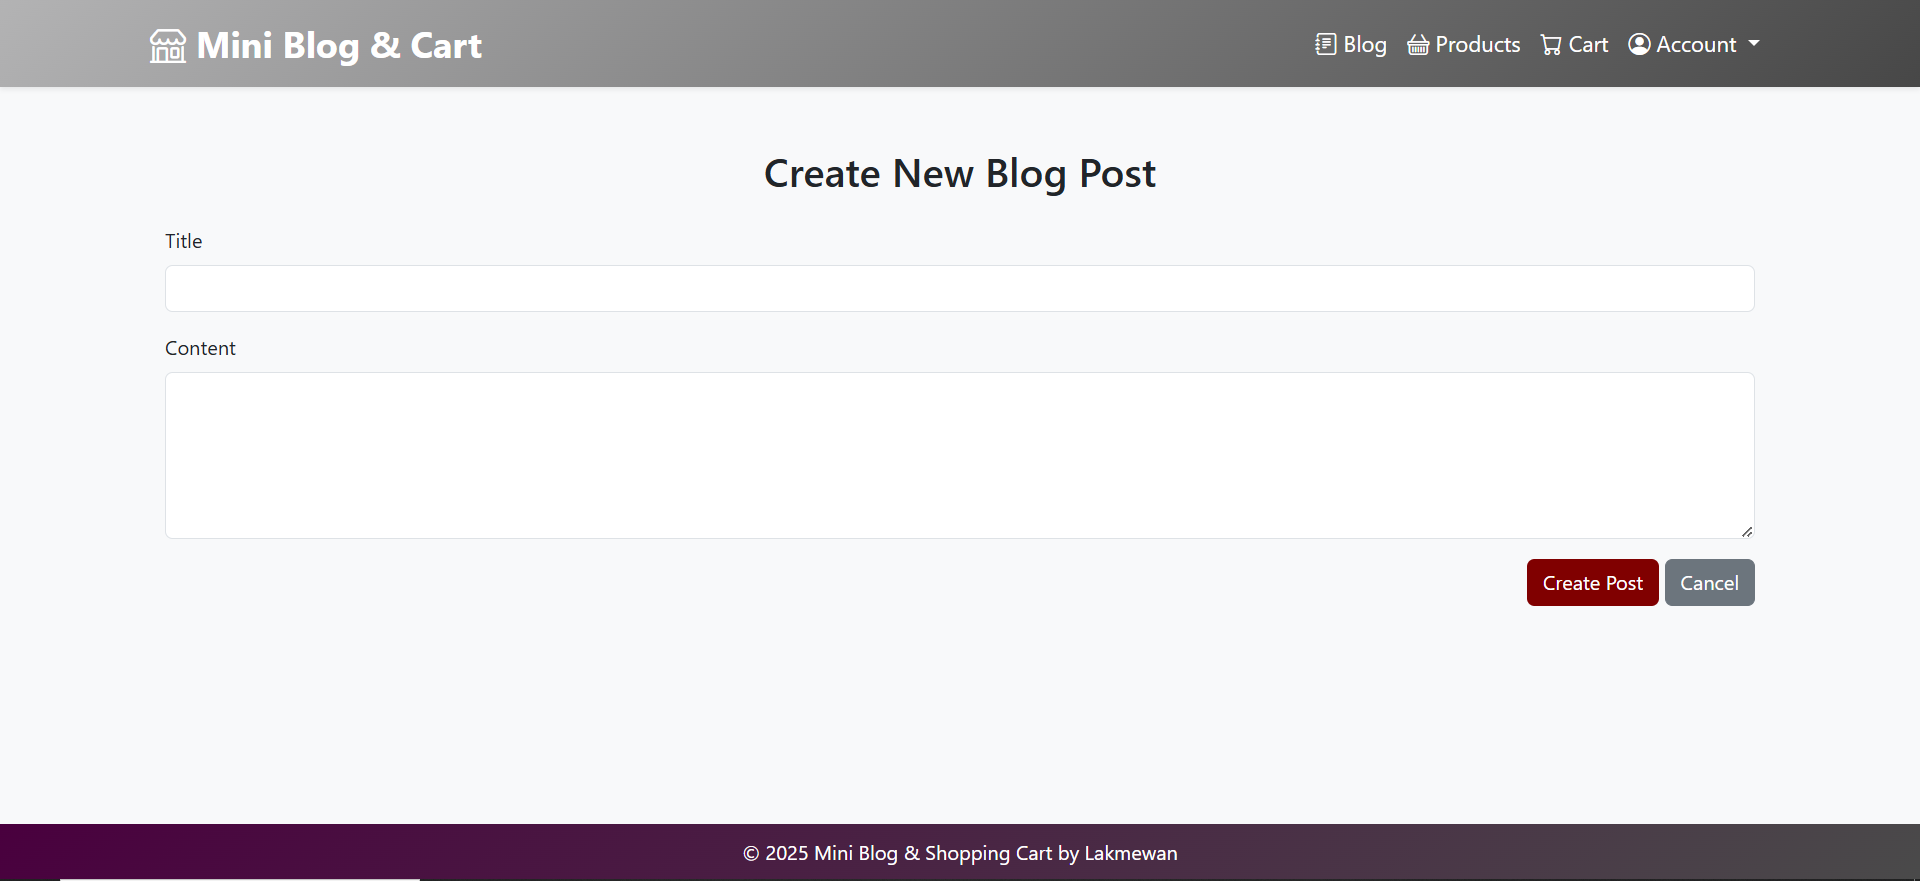 Mini Blog & Cart
Blog Products Cart Account
Create New Blog Post
Title
Content
Create Post Cancel
© 2025 Mini Blog & Shopping Cart by Lakmewan